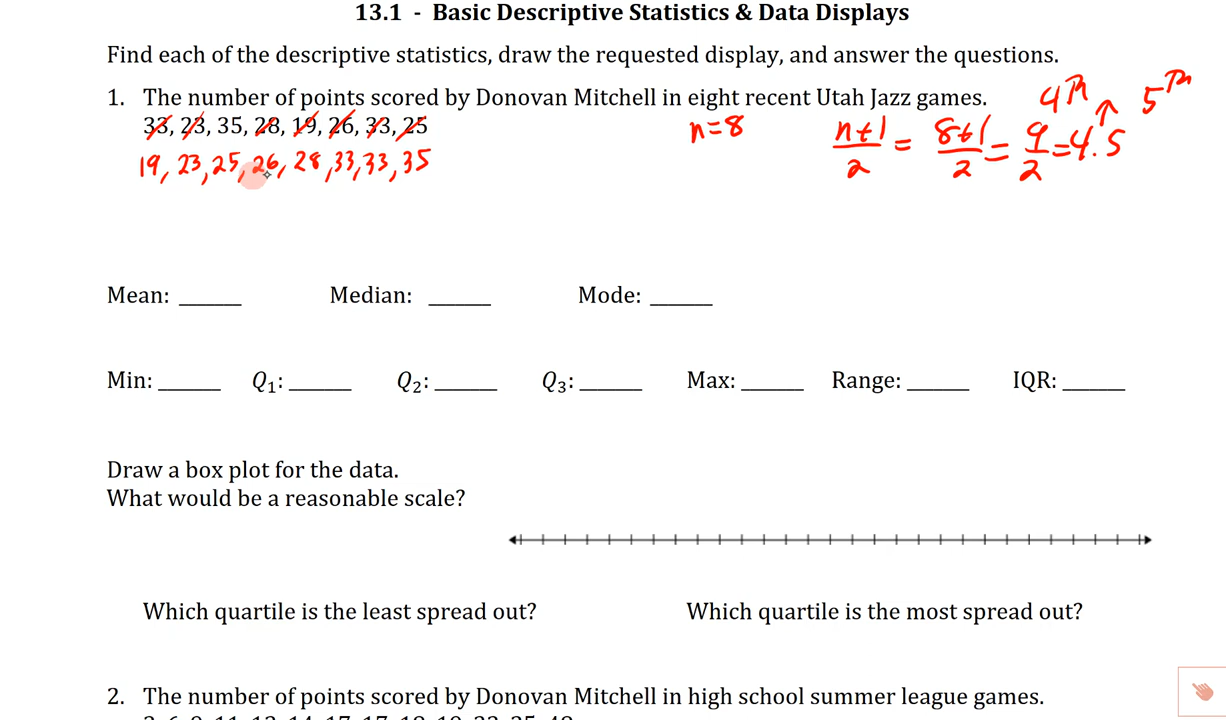 13.1 - Basic Descriptive Statistics & Data Displays
Find each of the descriptive statistics, draw the requested display, and answer the questions.
1. The number of points scored by Donovan Mitchell in eight recent Utah Jazz games.
4th ↑ 5th
33, 23, 35, 28, 19, 26, 33, 25
n=8 n+1/2 = 8+1/2 = 9/2 = 4.5
19, 23, 25, 26, 28, 33, 33, 35
Mean: ______ Median: ______ Mode: ______
Min: ______ Q₁: ______ Q₂: ______ Q₃: ______ Max: ______ Range: ______ IQR: ______
Draw a box plot for the data.
What would be a reasonable scale?
Which quartile is the least spread out? Which quartile is the most spread out?
2. The number of points scored by Donovan Mitchell in high school summer league games.